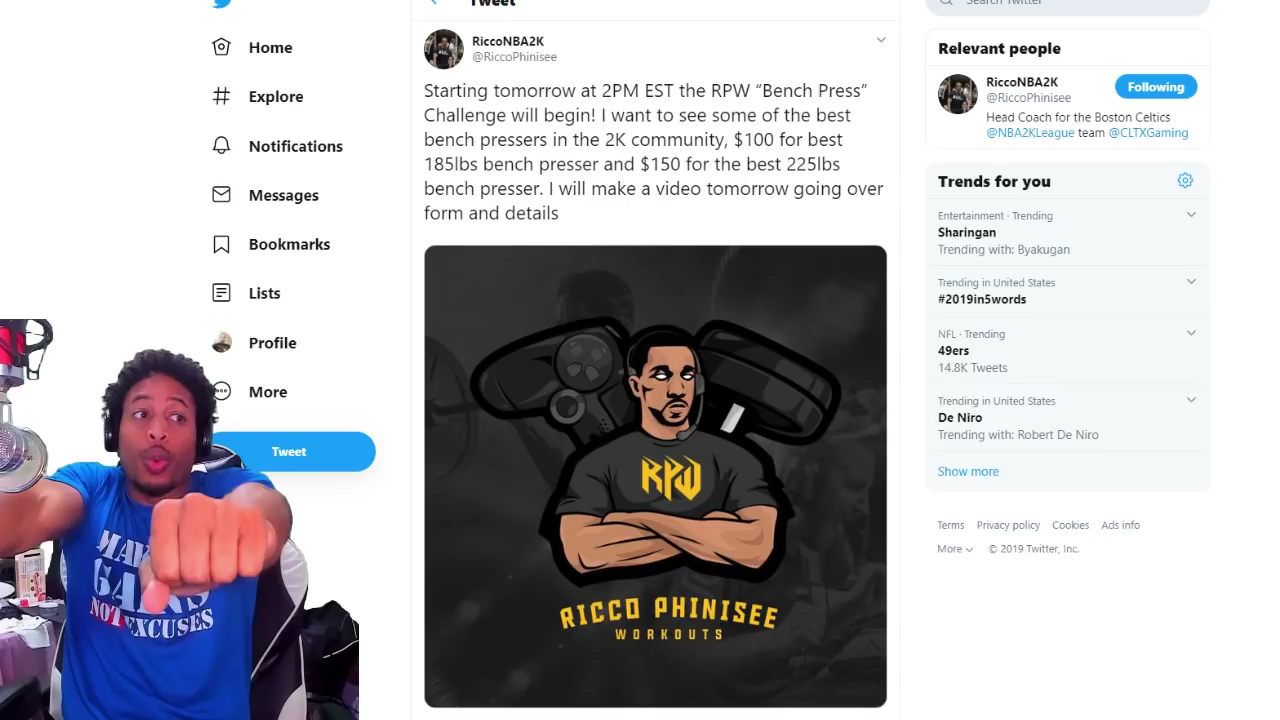 Tweet
Search Twitter
Home
Explore
Notifications
Messages
Bookmarks
Lists
Profile
More
Tweet
RiccoNBA2K
@RiccoPhinisee
Starting tomorrow at 2PM EST the RPW “Bench Press”
Challenge will begin! I want to see some of the best
bench pressers in the 2K community, $100 for best
185lbs bench presser and $150 for the best 225lbs
bench presser. I will make a video tomorrow going over
form and details
RPW
RICCO PHINISEE
WORKOUTS
MAKE
GAINS
NOT EXCUSES
Relevant people
RiccoNBA2K
@RiccoPhinisee
Following
Head Coach for the Boston Celtics
@NBA2KLeague team @CLTXGaming
Trends for you
Entertainment · Trending
Sharingan
Trending with: Byakugan
Trending in United States
#2019in5words
NFL · Trending
49ers
14.8K Tweets
Trending in United States
De Niro
Trending with: Robert De Niro
Show more
Terms Privacy policy Cookies Ads info
More © 2019 Twitter, Inc.